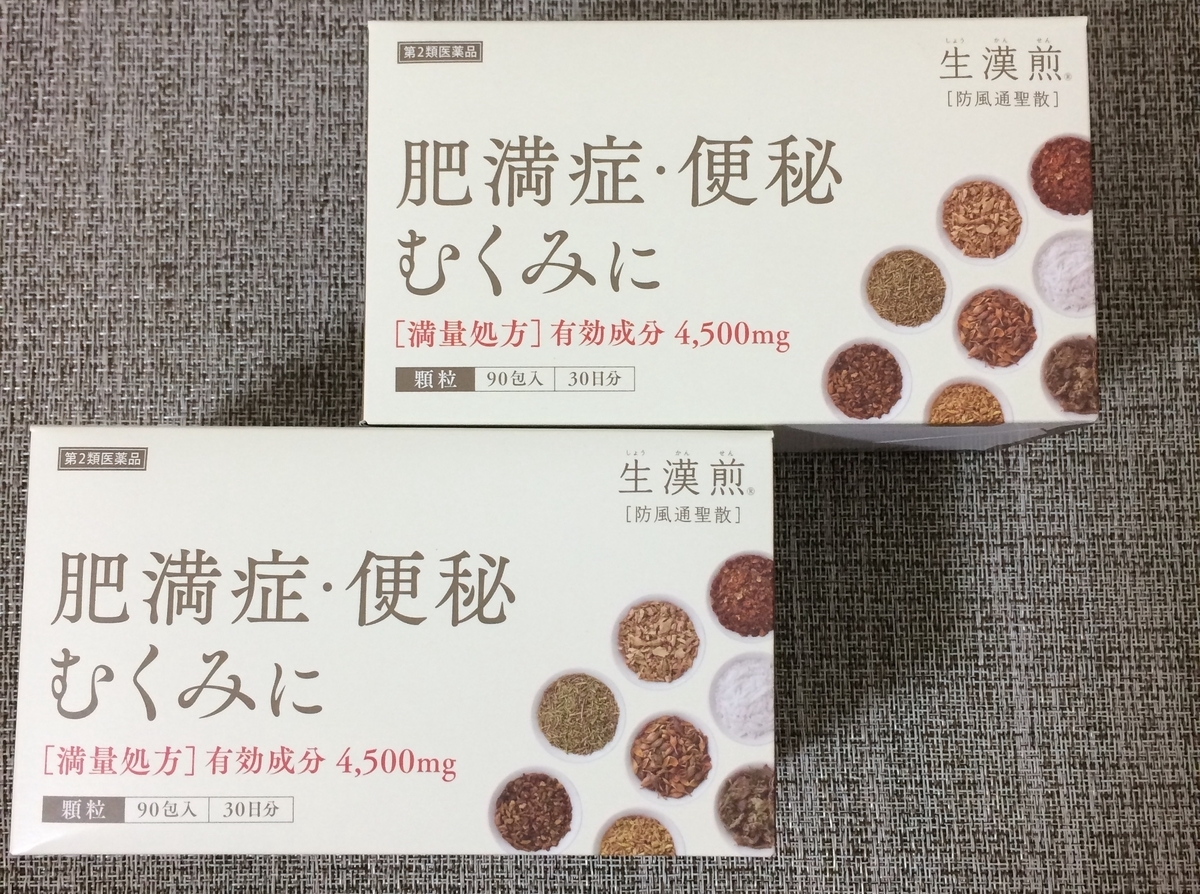 第2類医薬品
しょう かん せん
生漢煎®
[防風通聖散]
肥満症・便秘
むくみに
[満量処方]有効成分 4,500mg
顆粒 90包入 30日分
第2類医薬品
しょう かん せん
生漢煎®
[防風通聖散]
肥満症・便秘
むくみに
[満量処方]有効成分 4,500mg
顆粒 90包入 30日分